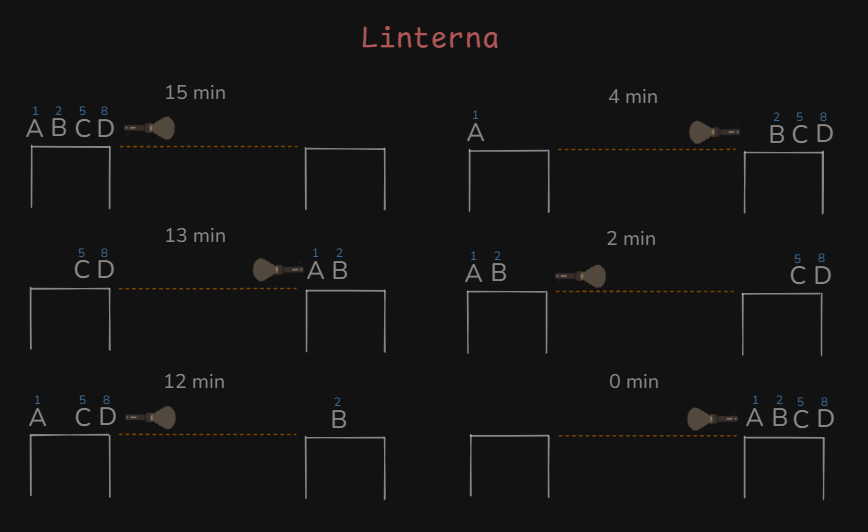 Linterna
15 min
1 2 5 8
A B C D
13 min
5 8 1 2
C D A B
12 min
1 5 8 2
A C D B
4 min
1 2 5 8
A B C D
2 min
1 2 5 8
A B C D
0 min
1 2 5 8
A B C D